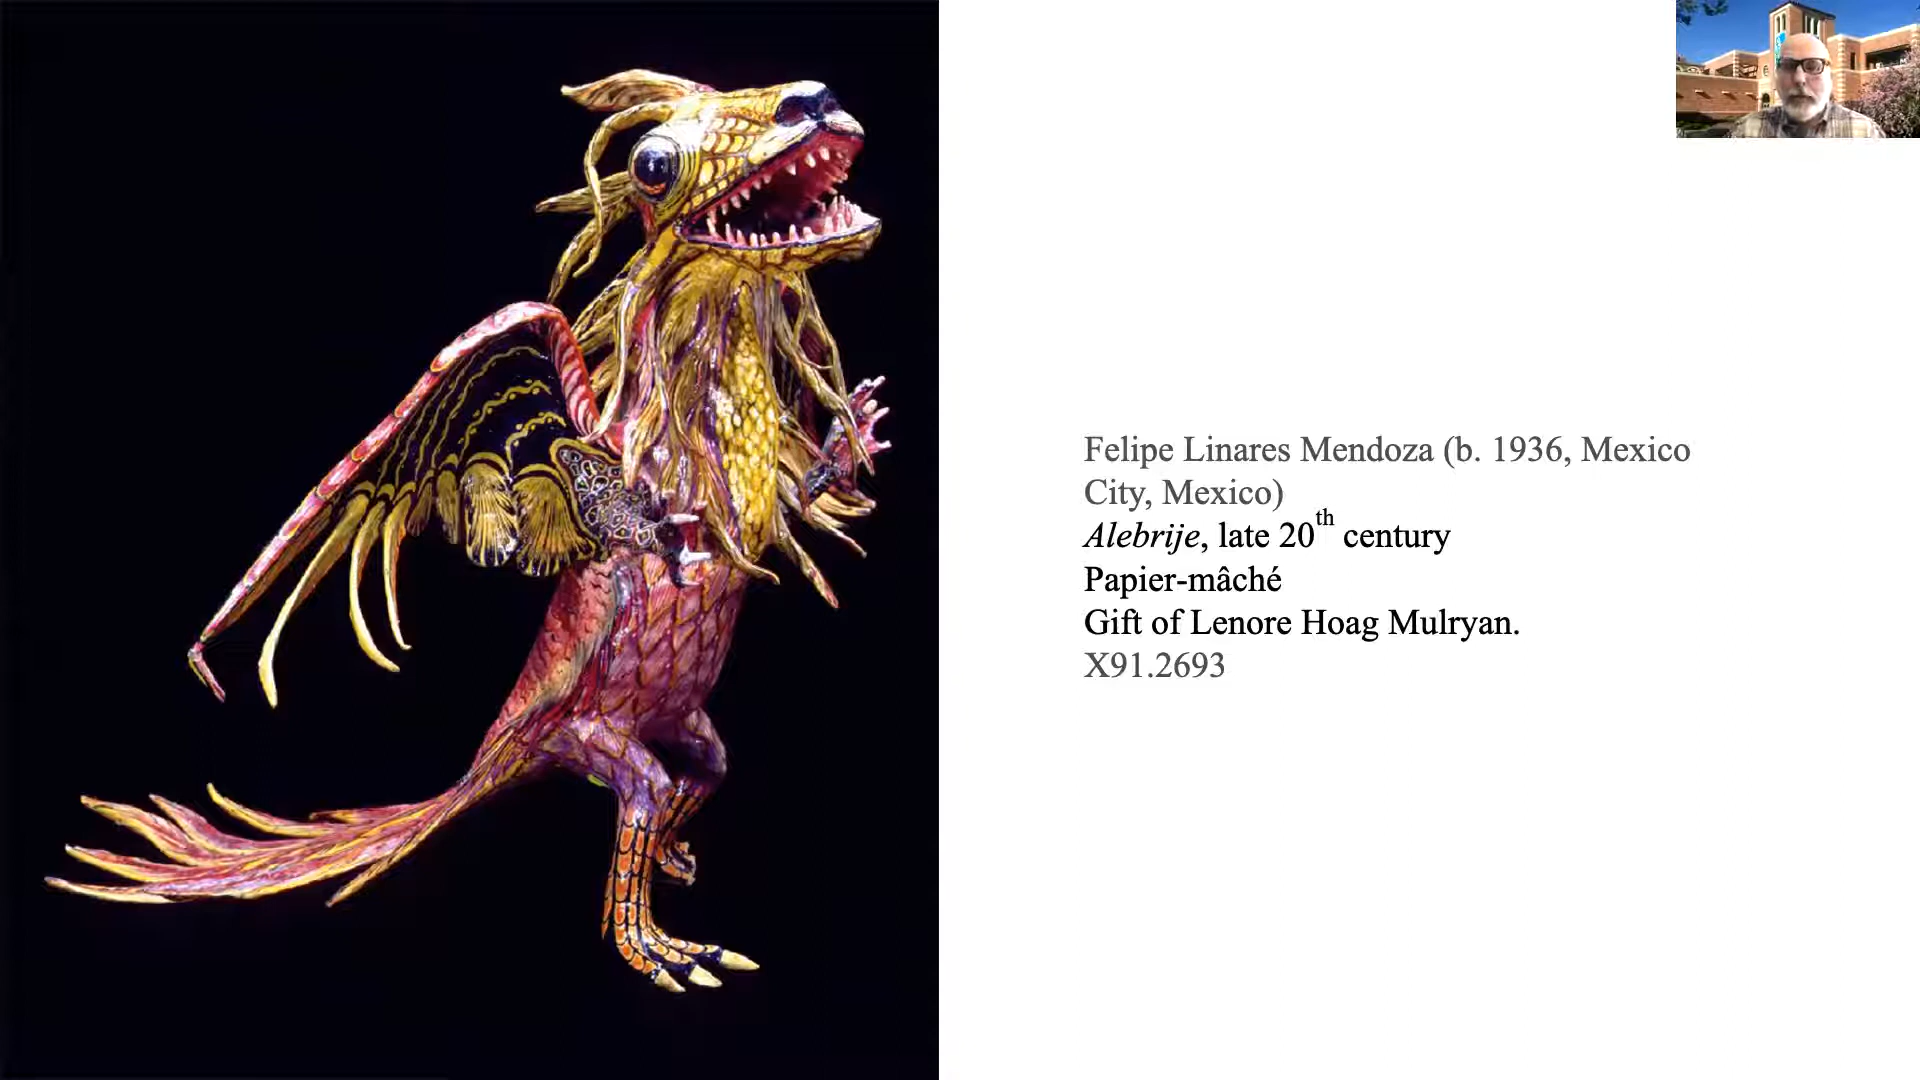 Felipe Linares Mendoza (b. 1936, Mexico
City, Mexico)
Alebrije, late 20th century
Papier-mâché
Gift of Lenore Hoag Mulryan.
X91.2693